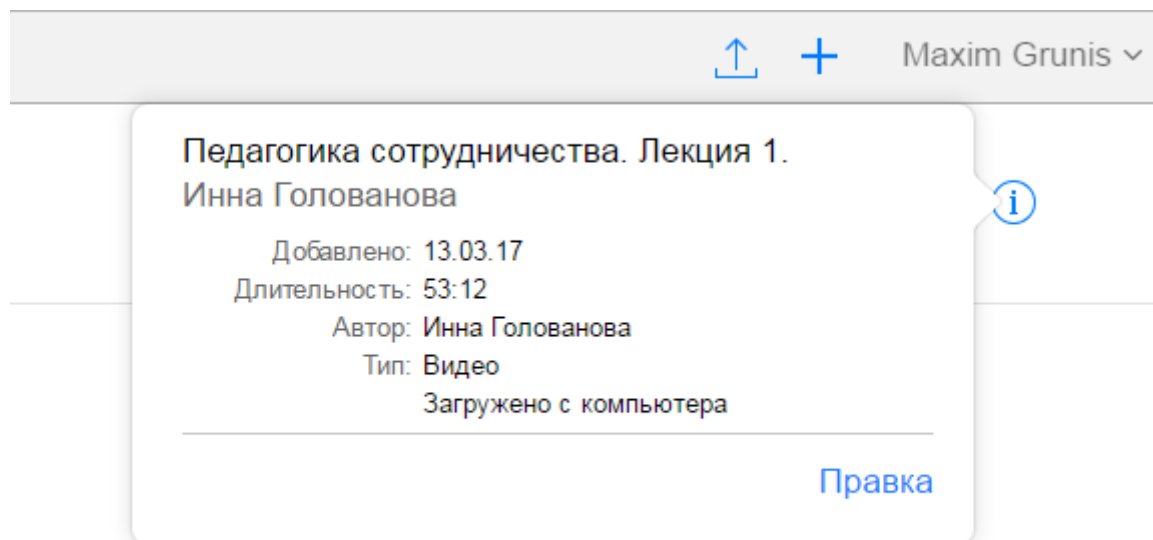 Maxim Grunis
Педагогика сотрудничества. Лекция 1.
Инна Голованова
Добавлено: 13.03.17
Длительность: 53:12
Автор: Инна Голованова
Тип: Видео
Загружено с компьютера
Правка